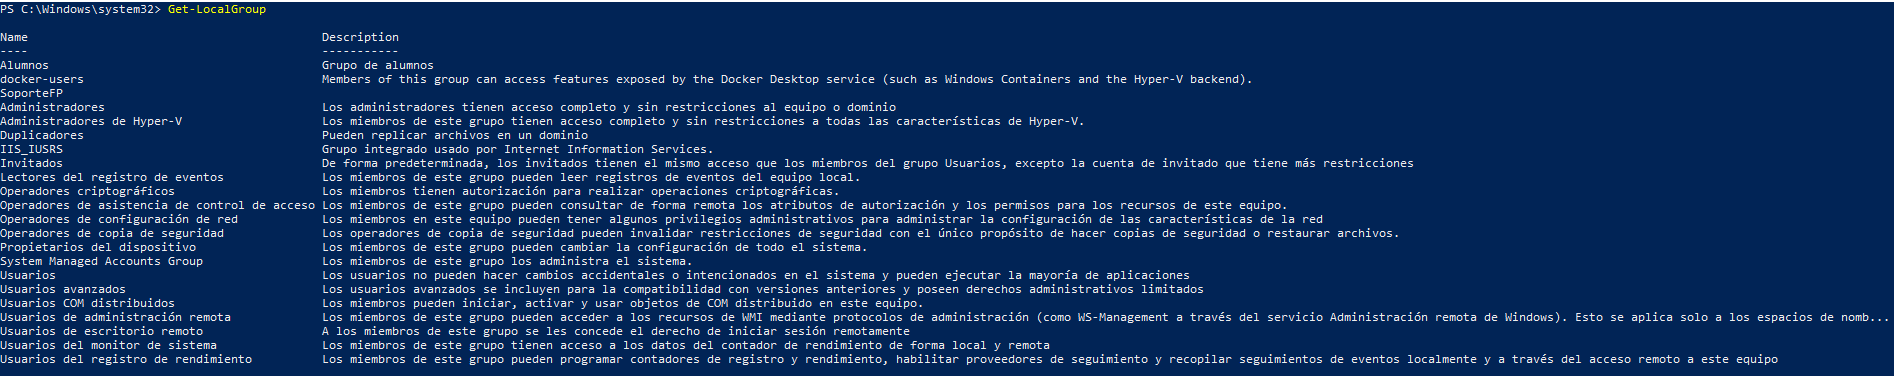 PS C:\Windows\system32> Get-LocalGroup
Name Description
---- -----------
Alumnos Grupo de alumnos
docker-users Members of this group can access features exposed by the Docker Desktop service (such as Windows Containers and the Hyper-V backend).
SoporteFP
Administradores Los administradores tienen acceso completo y sin restricciones al equipo o dominio
Administradores de Hyper-V Los miembros de este grupo tienen acceso completo y sin restricciones a todas las características de Hyper-V.
Duplicadores Pueden replicar archivos en un dominio
IIS_IUSRS Grupo integrado usado por Internet Information Services.
Invitados De forma predeterminada, los invitados tienen el mismo acceso que los miembros del grupo Usuarios, excepto la cuenta de invitado que tiene más restricciones
Lectores del registro de eventos Los miembros de este grupo pueden leer registros de eventos del equipo local.
Operadores criptográficos Los miembros tienen autorización para realizar operaciones criptográficas.
Operadores de asistencia de control de acceso Los miembros de este grupo pueden consultar de forma remota los atributos de autorización y los permisos para los recursos de este equipo.
Operadores de configuración de red Los miembros en este equipo pueden tener algunos privilegios administrativos para administrar la configuración de las características de la red
Operadores de copia de seguridad Los operadores de copia de seguridad pueden invalidar restricciones de seguridad con el único propósito de hacer copias de seguridad o restaurar archivos.
Propietarios del dispositivo Los miembros de este grupo pueden cambiar la configuración de todo el sistema.
System Managed Accounts Group Los miembros de este grupo los administra el sistema.
Usuarios Los usuarios no pueden hacer cambios accidentales o intencionados en el sistema y pueden ejecutar la mayoría de aplicaciones
Usuarios avanzados Los usuarios avanzados se incluyen para la compatibilidad con versiones anteriores y poseen derechos administrativos limitados
Usuarios COM distribuidos Los miembros pueden iniciar, activar y usar objetos de COM distribuido en este equipo.
Usuarios de administración remota Los miembros de este grupo pueden acceder a los recursos de WMI mediante protocolos de administración (como WS-Management a través del servicio Administración remota de Windows). Esto se aplica solo a los espacios de nomb...
Usuarios de escritorio remoto A los miembros de este grupo se les concede el derecho de iniciar sesión remotamente
Usuarios del monitor de sistema Los miembros de este grupo tienen acceso a los datos del contador de rendimiento de forma local y remota
Usuarios del registro de rendimiento Los miembros de este grupo pueden programar contadores de registro y rendimiento, habilitar proveedores de seguimiento y recopilar seguimientos de eventos localmente y a través del acceso remoto a este equipo